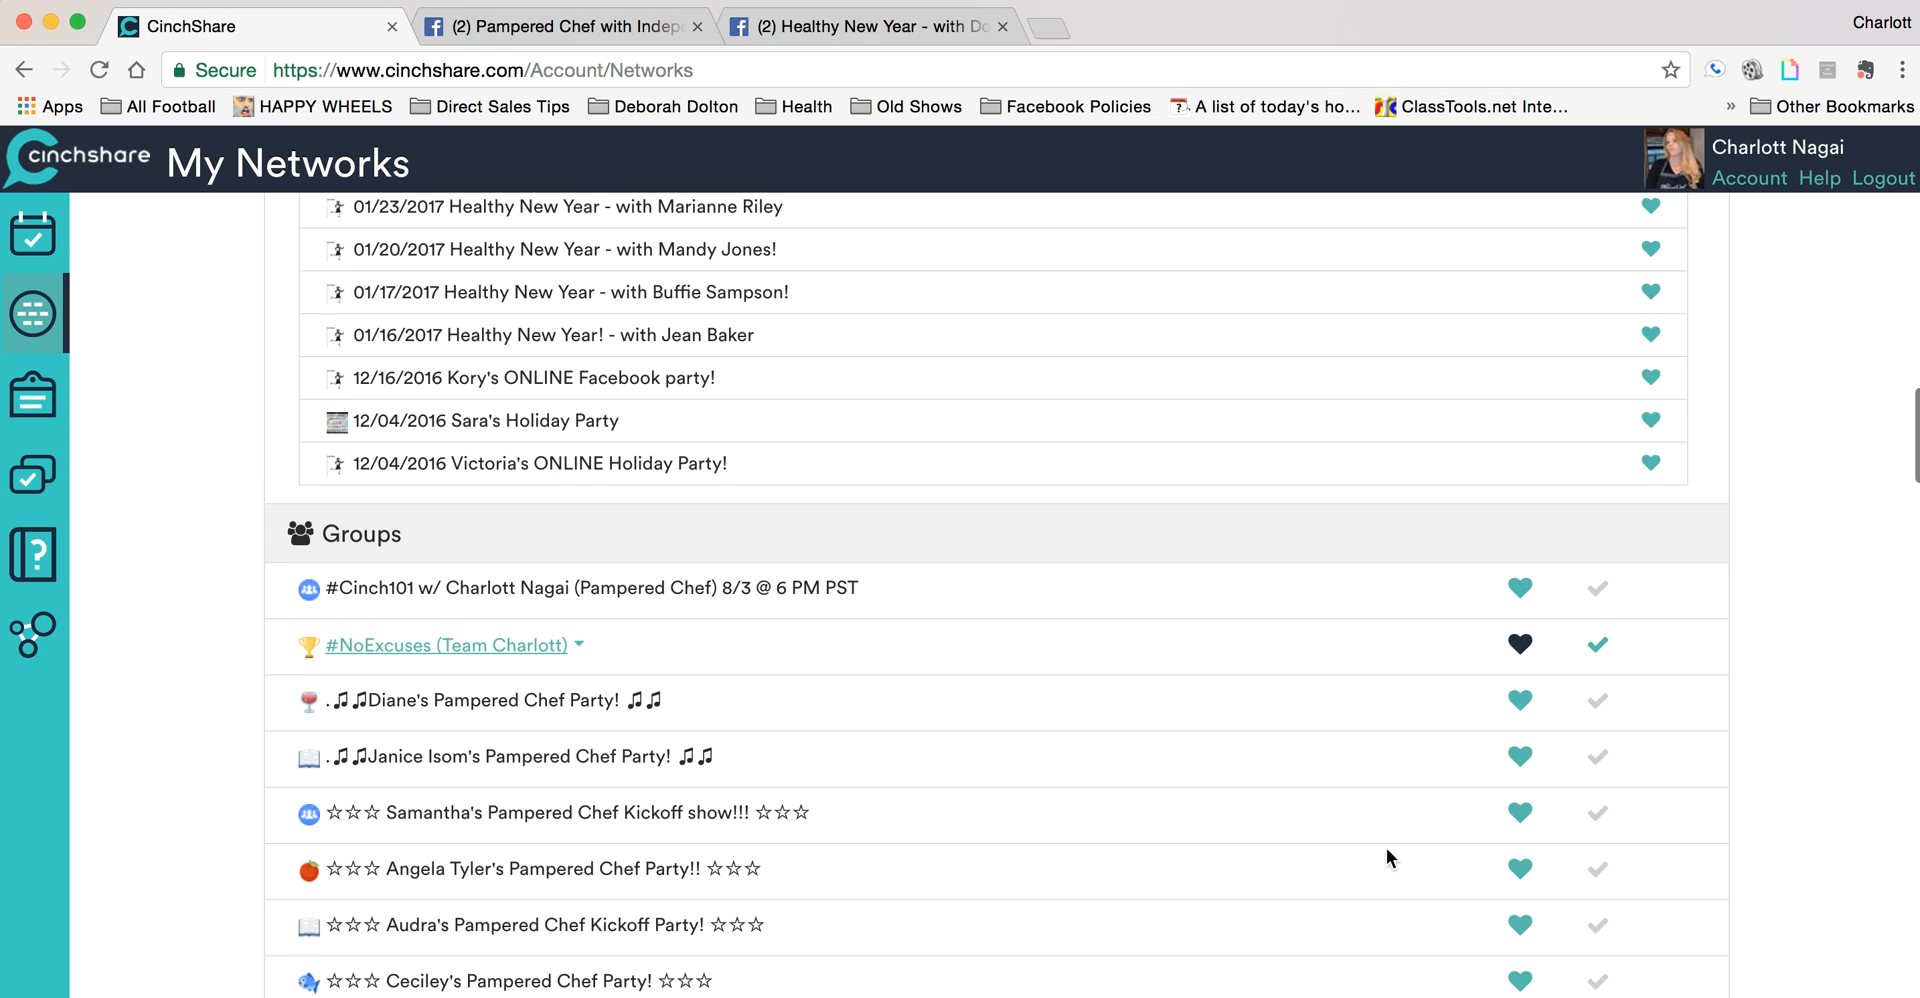 CinchShare
(2) Pampered Chef with Indep
(2) Healthy New Year - with Do
Charlott
Secure https://www.cinchshare.com/Account/Networks
Apps All Football HAPPY WHEELS Direct Sales Tips Deborah Dolton Health Old Shows Facebook Policies A list of today's ho... ClassTools.net Inte... » Other Bookmarks
cinchshare My Networks
Charlott Nagai
Account Help Logout
01/23/2017 Healthy New Year - with Marianne Riley
01/20/2017 Healthy New Year - with Mandy Jones!
01/17/2017 Healthy New Year - with Buffie Sampson!
01/16/2017 Healthy New Year! - with Jean Baker
12/16/2016 Kory's ONLINE Facebook party!
12/04/2016 Sara's Holiday Party
12/04/2016 Victoria's ONLINE Holiday Party!
Groups
#Cinch101 w/ Charlott Nagai (Pampered Chef) 8/3 @ 6 PM PST
#NoExcuses (Team Charlott)
.♫ ♫Diane's Pampered Chef Party! ♫ ♫
.♫ ♫Janice Isom's Pampered Chef Party! ♫ ♫
☆☆☆ Samantha's Pampered Chef Kickoff show!!! ☆☆☆
☆☆☆ Angela Tyler's Pampered Chef Party!! ☆☆☆
☆☆☆ Audra's Pampered Chef Kickoff Party! ☆☆☆
☆☆☆ Ceciley's Pampered Chef Party! ☆☆☆